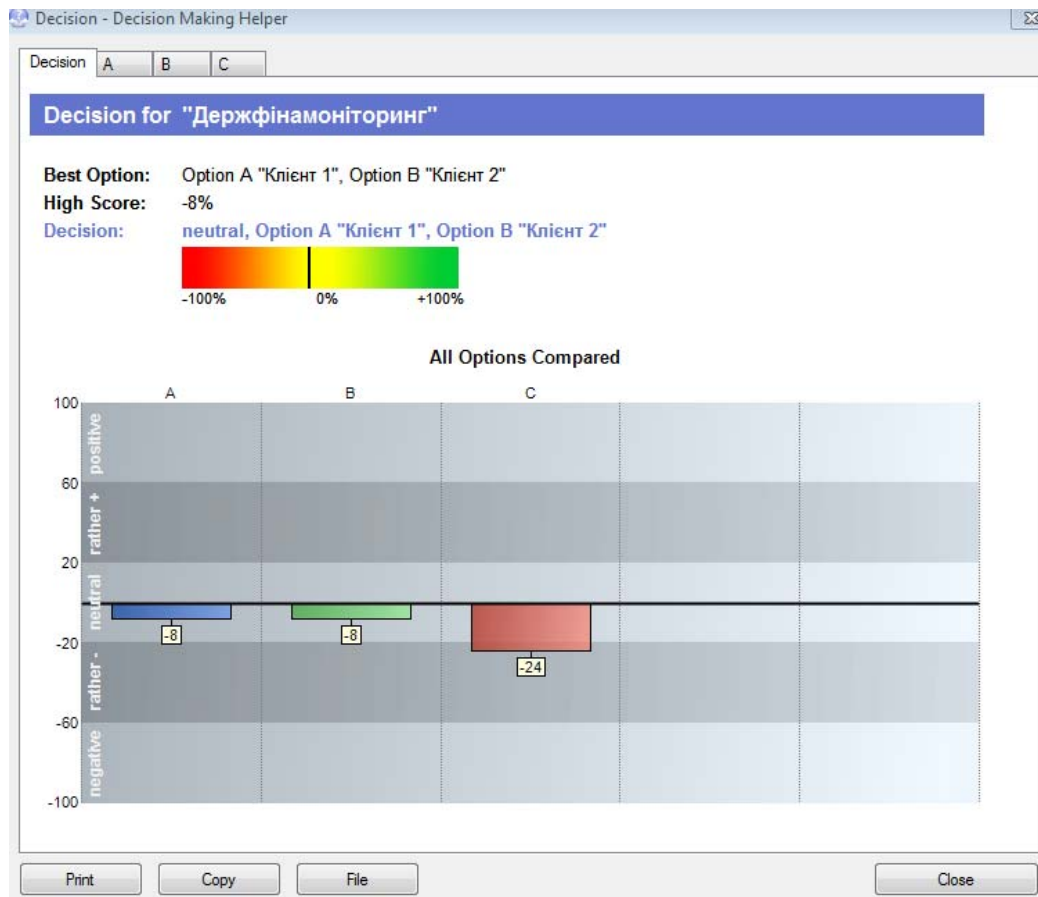 Decision - Decision Making Helper
Decision A B C
Decision for "Держфінамоніторинг"
Best Option: Option A "Клієнт 1", Option B "Клієнт 2"
High Score: -8%
Decision: neutral, Option A "Клієнт 1", Option B "Клієнт 2"
-100% 0% +100%
All Options Compared
A B C
100
positive
60
rather +
20
neutral
-8 -8
-20
-24
rather -
-60
negative
-100
Print Copy File Close